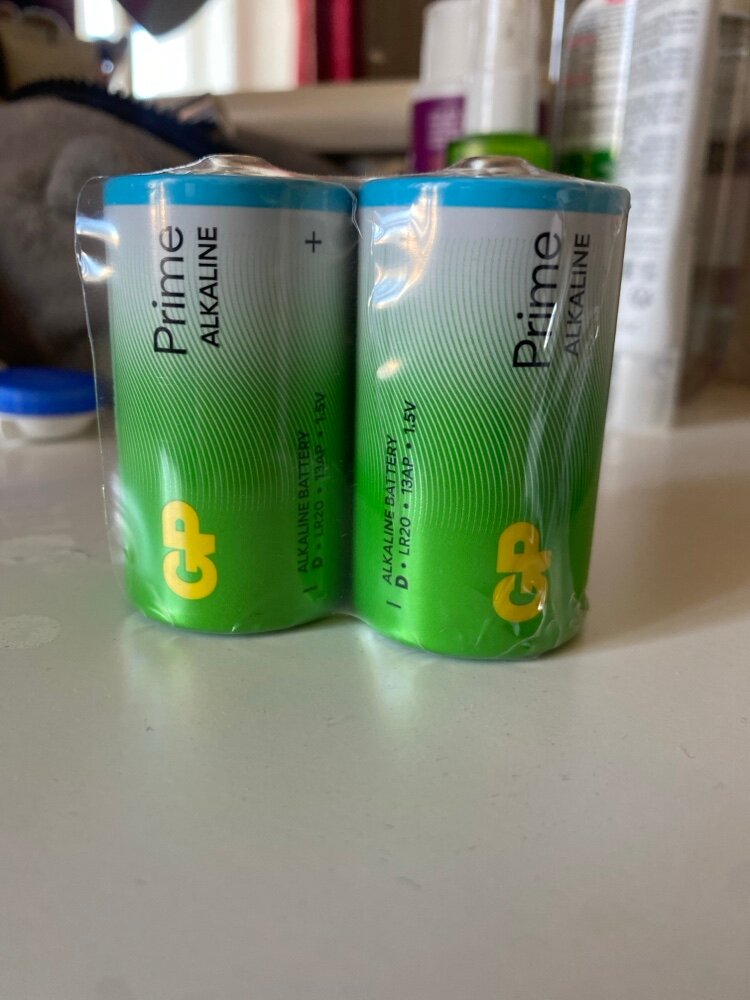 Prime
ALKALINE
+
GP
ALKALINE BATTERY
D • LR20 • 13AP • 1.5V
Prime
ALKALINE
GP
ALKALINE BATTERY
D • LR20 • 13AP • 1.5V